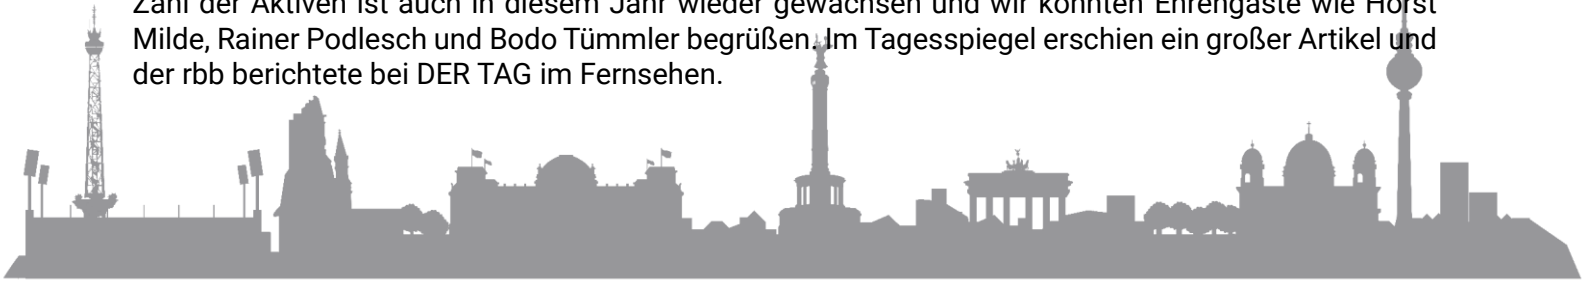 Zahl der Aktiven ist auch in diesem Jahr wieder gewachsen und wir konnten Ehrengäste wie Horst
Milde, Rainer Podlesch und Bodo Tümmler begrüßen. Im Tagesspiegel erschien ein großer Artikel und
der rbb berichtete bei DER TAG im Fernsehen.